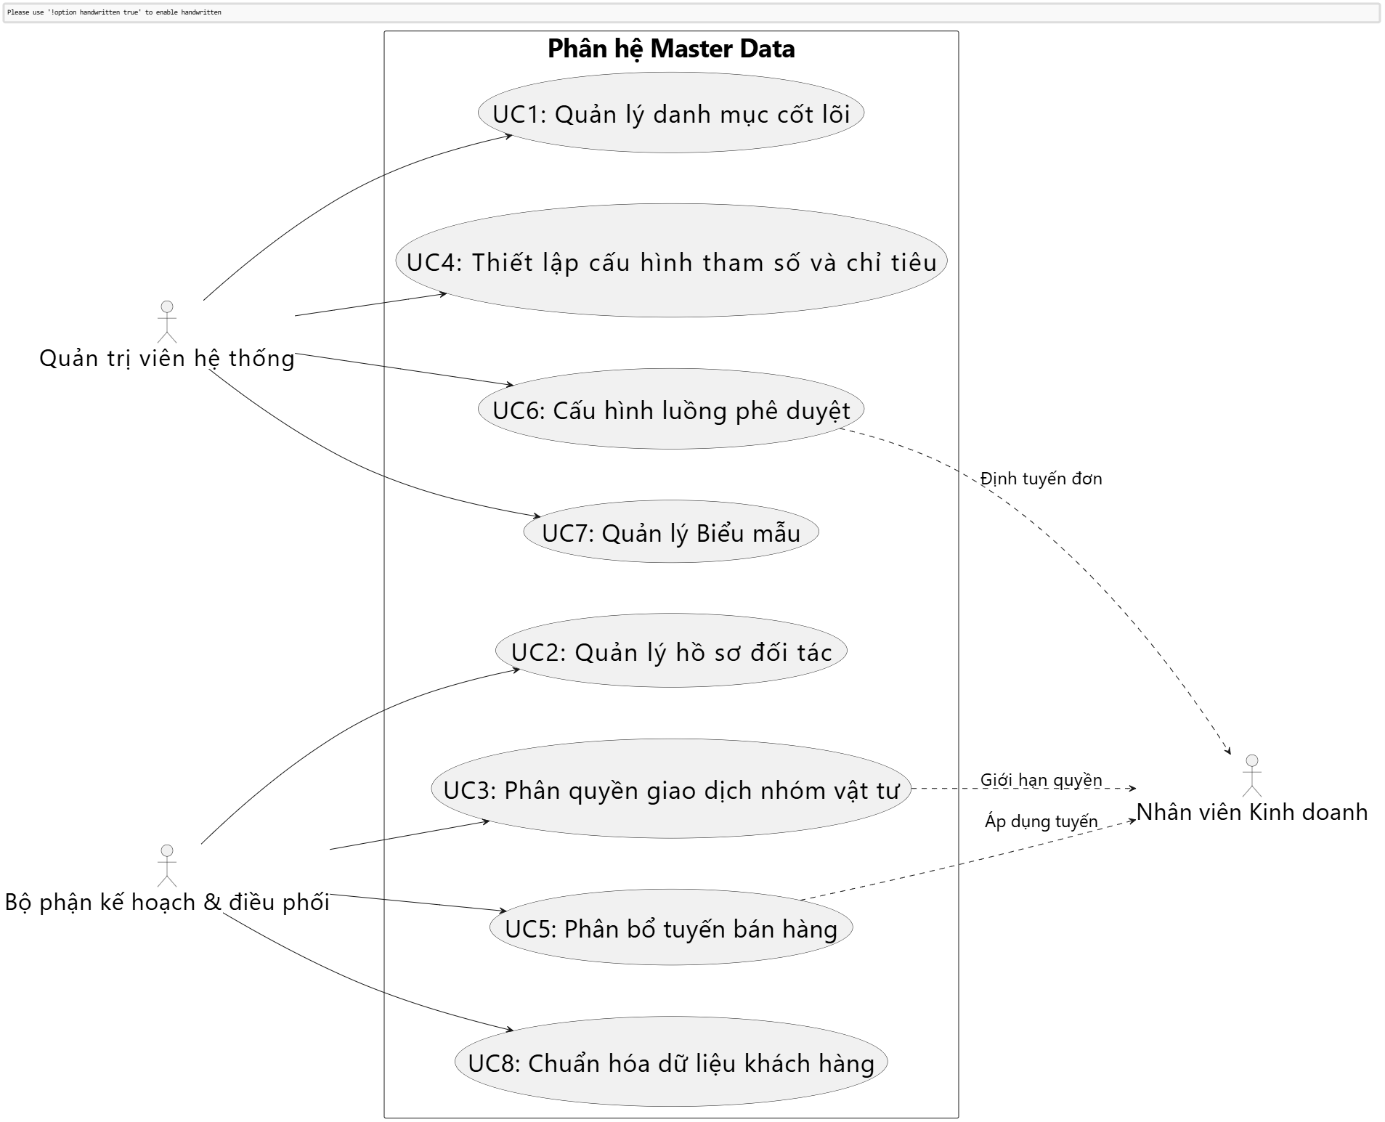 Please use '!option handwritten true' to enable handwritten
Phân hệ Master Data
UC1: Quản lý danh mục cốt lõi
UC4: Thiết lập cấu hình tham số và chỉ tiêu
Quản trị viên hệ thống
UC6: Cấu hình luồng phê duyệt
Định tuyến đơn
UC7: Quản lý Biểu mẫu
UC2: Quản lý hồ sơ đối tác
UC3: Phân quyền giao dịch nhóm vật tư
Giới hạn quyền
Nhân viên Kinh doanh
Áp dụng tuyến
Bộ phận kế hoạch & điều phối
UC5: Phân bổ tuyến bán hàng
UC8: Chuẩn hóa dữ liệu khách hàng